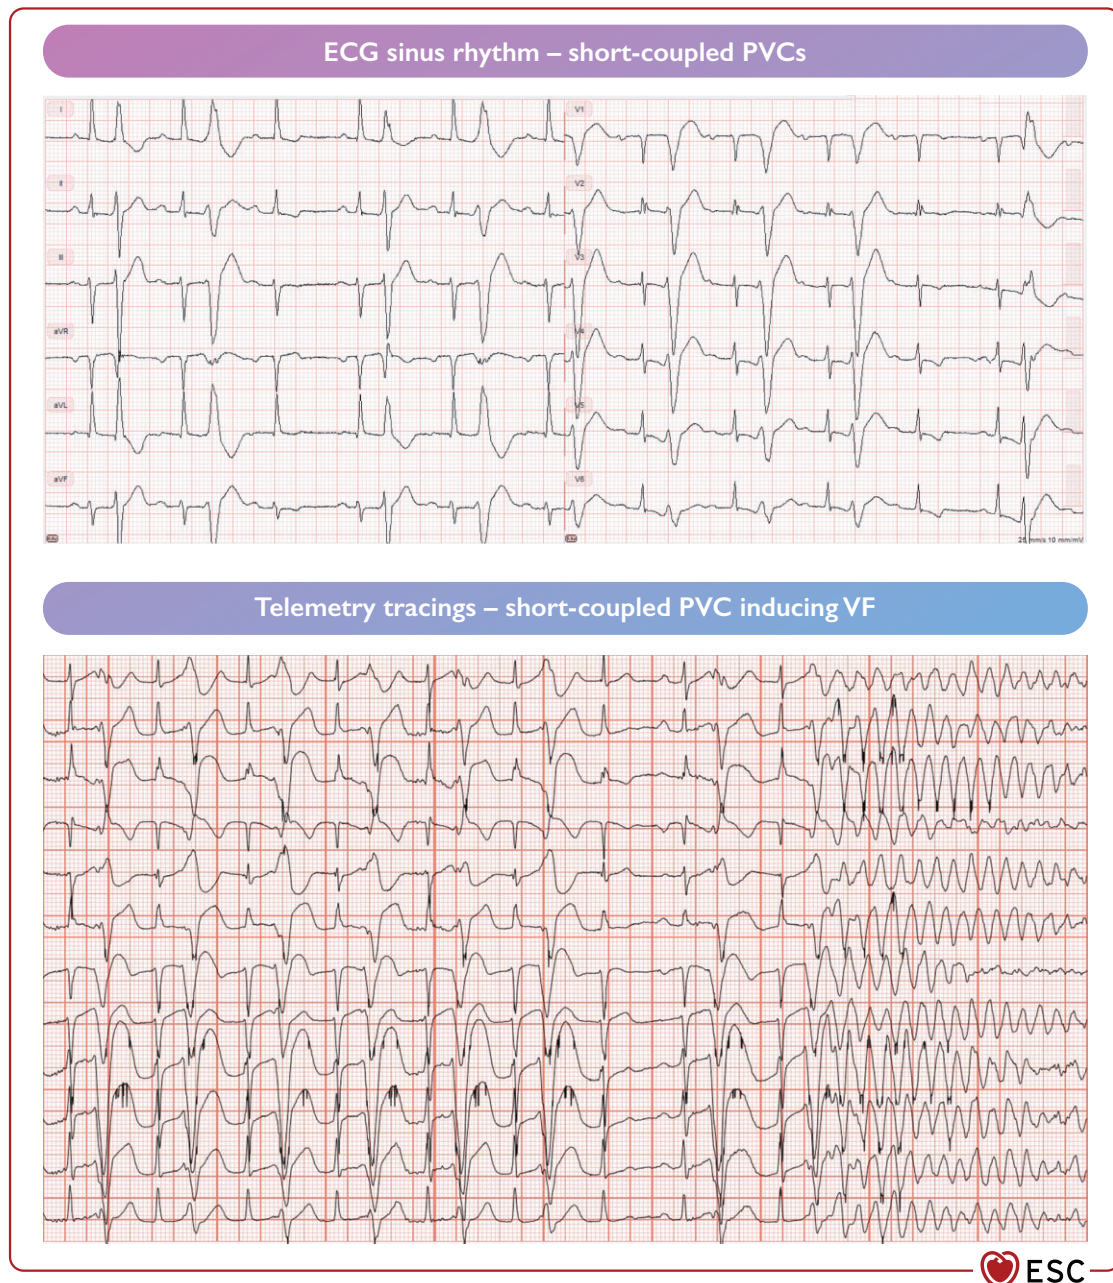 ECG sinus rhythm – short-coupled PVCs
I
V1
II
V2
III
V3
aVR
V4
aVL
V5
aVF
V6
25 mm/s 10 mm/mV
Telemetry tracings – short-coupled PVC inducing VF
ESC